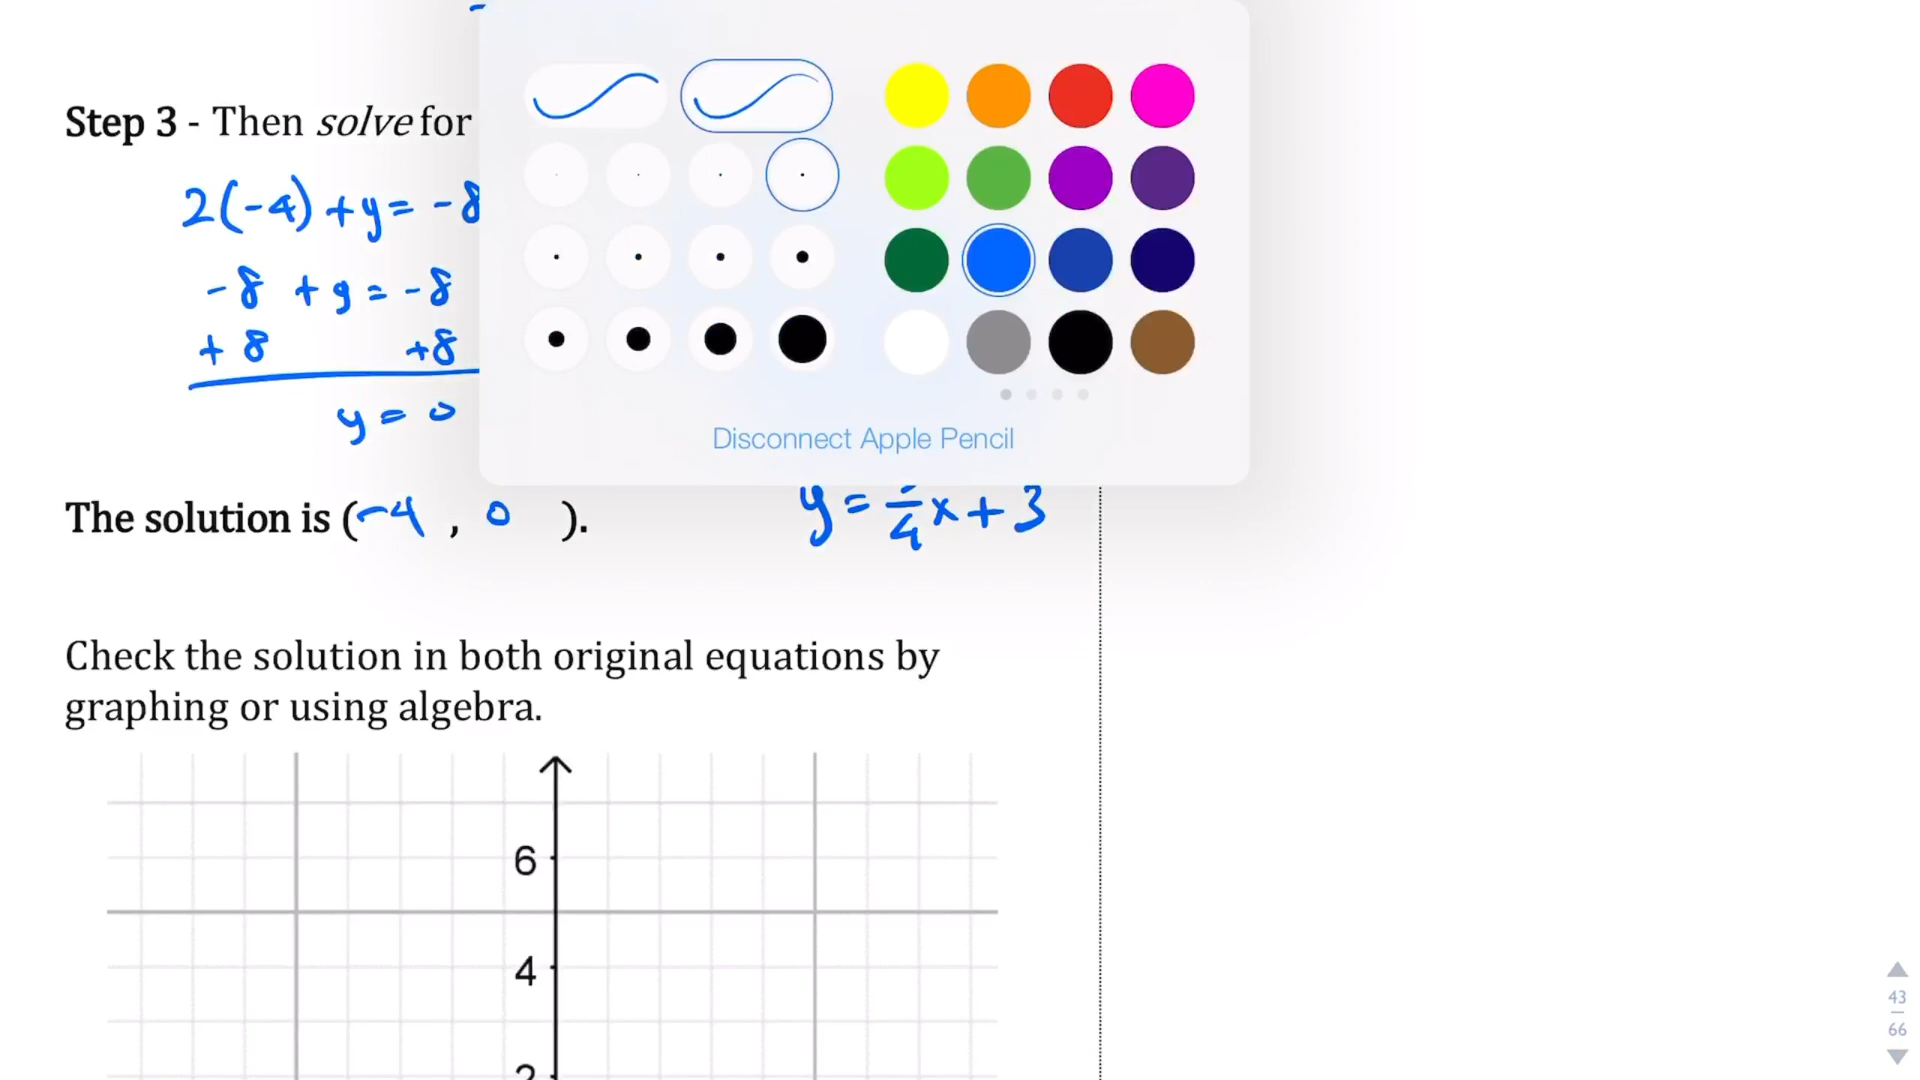 Step 3 - Then solve for
2(-4) + y = -8
-8 + y = -8
+ 8 +8
y = 0
Disconnect Apple Pencil
The solution is (-4 , 0 ).
y = /4 x + 3
Check the solution in both original equations by
graphing or using algebra.
6
4
2
43
66